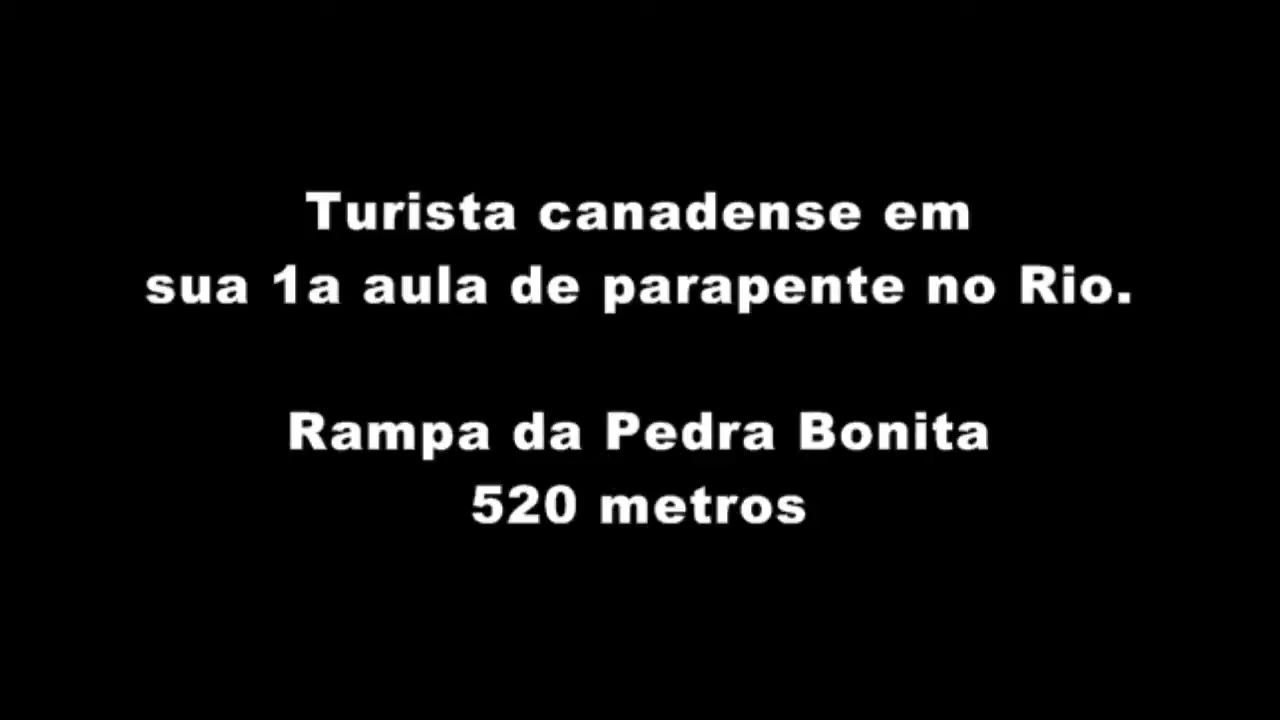 Turista canadense em
sua 1a aula de parapente no Rio.
Rampa da Pedra Bonita
520 metros